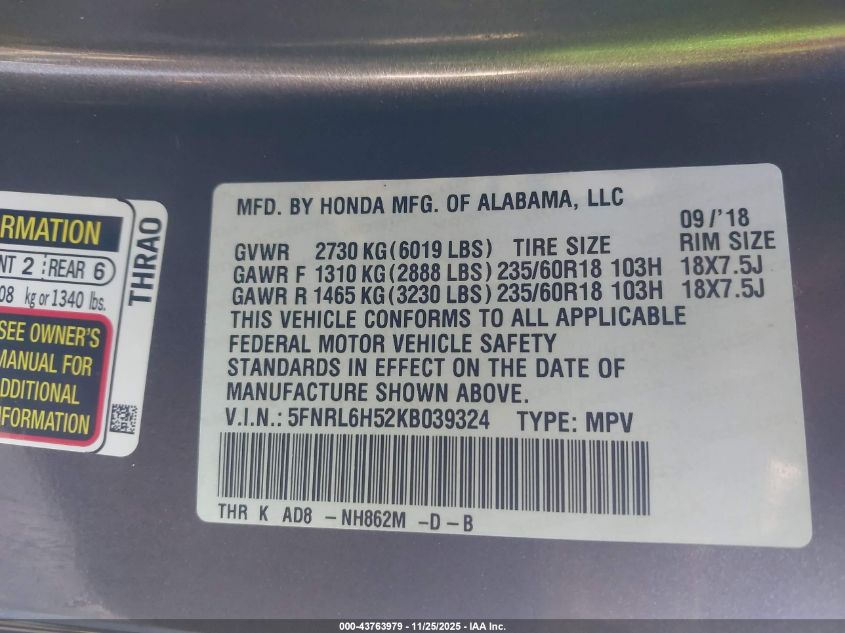 MFD. BY HONDA MFG. OF ALABAMA, LLC
09/'18
GVWR 2730 KG(6019 LBS) TIRE SIZE RIM SIZE
GAWR F 1310 KG(2888 LBS) 235/60R18 103H 18X7.5J
GAWR R 1465 KG(3230 LBS) 235/60R18 103H 18X7.5J
THIS VEHICLE CONFORMS TO ALL APPLICABLE
FEDERAL MOTOR VEHICLE SAFETY
STANDARDS IN EFFECT ON THE DATE OF
MANUFACTURE SHOWN ABOVE.
V.I.N.: 5FNRL6H52KB039324 TYPE: MPV
THR K AD8 -NH862M -D-B
RMATION
NT 2 REAR 6
08 kg or 1340 lbs.
SEE OWNER'S
MANUAL FOR
DDITIONAL
NFORMATION
THRA0
000-43763979 - 11/25/2025 - IAA Inc.